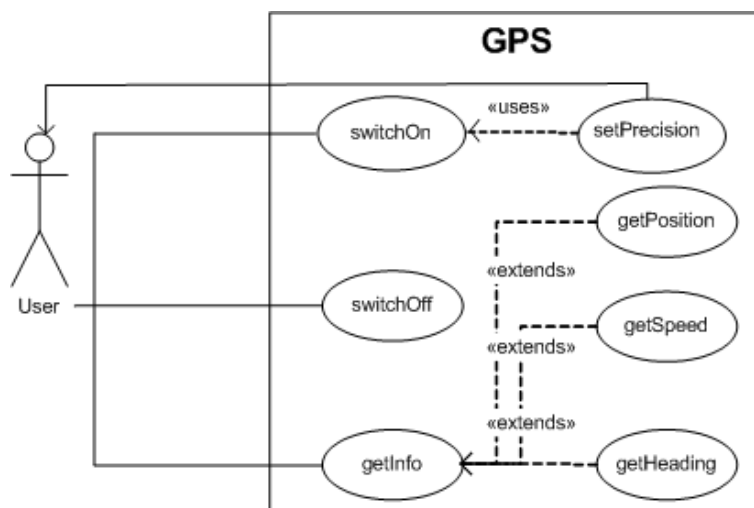 GPS
«uses»
switchOn
setPrecision
getPosition
«extends»
User
switchOff
getSpeed
«extends»
«extends»
getInfo
getHeading